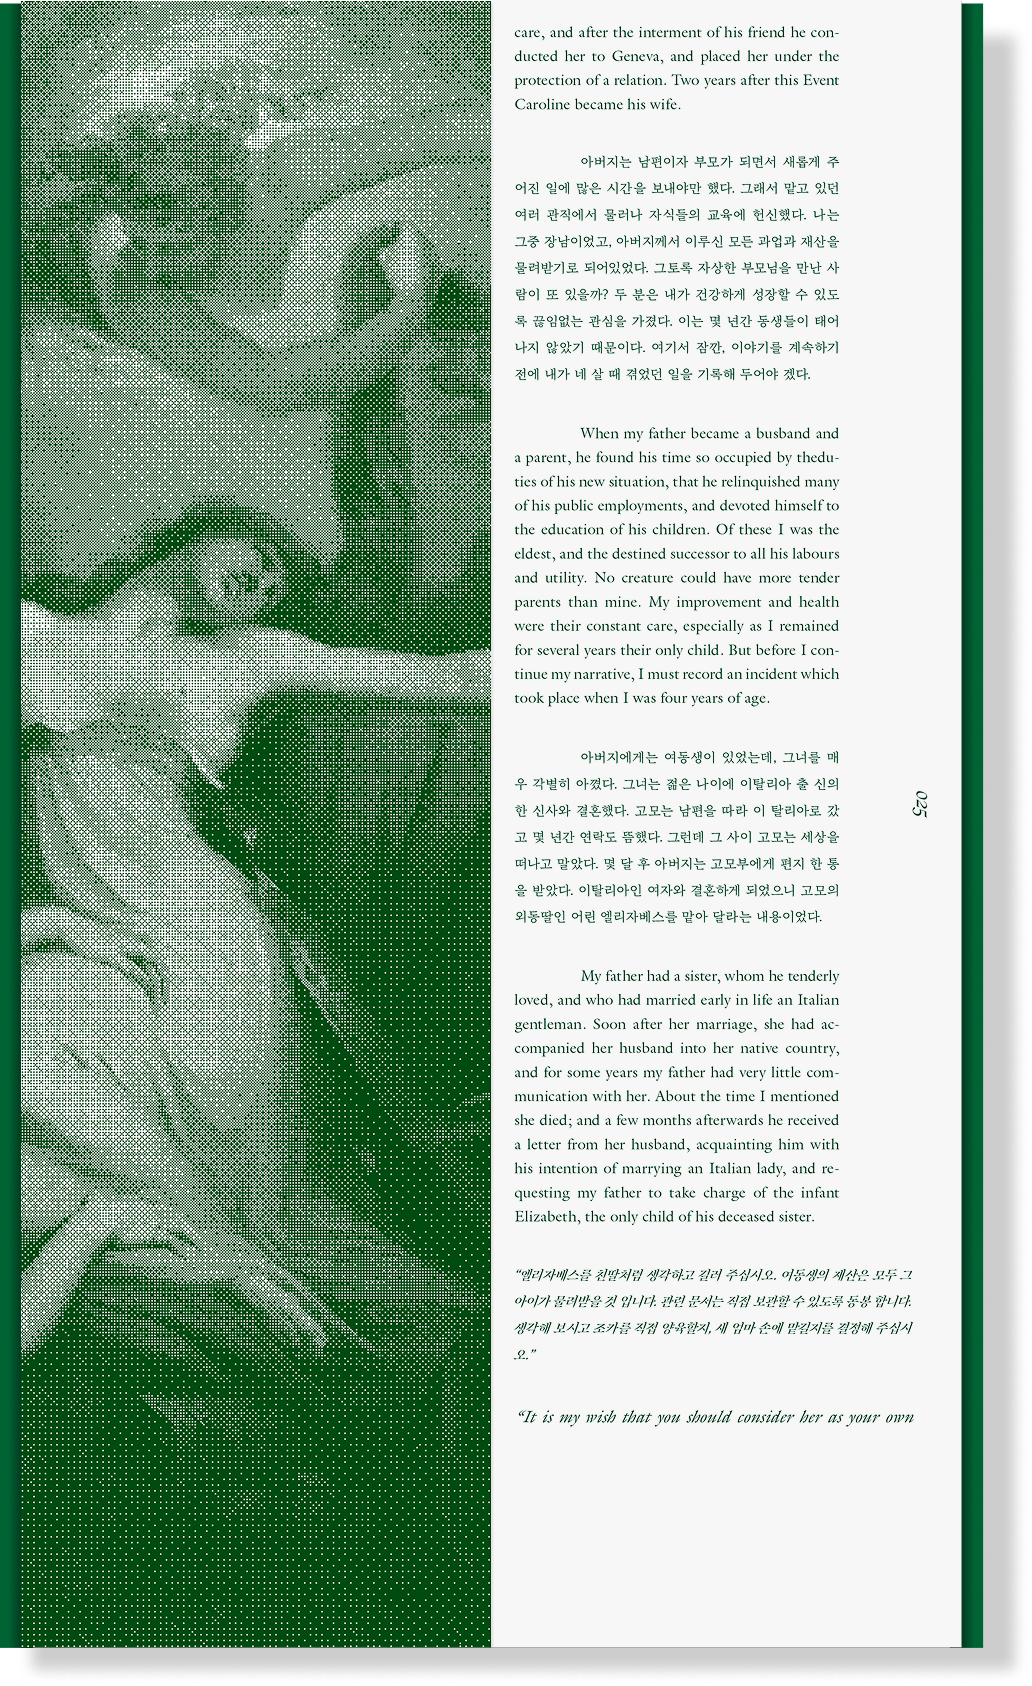 care, and after the interment of his friend he con-
ducted her to Geneva, and placed her under the
protection of a relation. Two years after this Event
Caroline became his wife.
아버지는 남편이자 부모가 되면서 새롭게 주
어진 일에 많은 시간을 보내야만 했다. 그래서 맡고 있던
여러 관직에서 물러나 자식들의 교육에 헌신했다. 나는
그중 장남이었고, 아버지께서 이루신 모든 과업과 재산을
물려받기로 되어있었다. 그토록 자상한 부모님을 만난 사
람이 또 있을까? 두 분은 내가 건강하게 성장할 수 있도
록 끊임없는 관심을 가졌다. 이는 몇 년간 동생들이 태어
나지 않았기 때문이다. 여기서 잠깐, 이야기를 계속하기
전에 내가 네 살 때 겪었던 일을 기록해 두어야 겠다.
When my father became a busband and
a parent, he found his time so occupied by thedu-
ties of his new situation, that he relinquished many
of his public employments, and devoted himself to
the education of his children. Of these I was the
eldest, and the destined successor to all his labours
and utility. No creature could have more tender
parents than mine. My improvement and health
were their constant care, especially as I remained
for several years their only child. But before I con-
tinue my narrative, I must record an incident which
took place when I was four years of age.
아버지에게는 여동생이 있었는데, 그녀를 매
우 각별히 아꼈다. 그녀는 젊은 나이에 이탈리아 출 신의
한 신사와 결혼했다. 고모는 남편을 따라 이 탈리아로 갔
고 몇 년간 연락도 뜸했다. 그런데 그 사이 고모는 세상을
떠나고 말았다. 몇 달 후 아버지는 고모부에게 편지 한 통
을 받았다. 이탈리아인 여자와 결혼하게 되었으니 고모의
외동딸인 어린 엘리자베스를 맡아 달라는 내용이었다.
025
My father had a sister, whom he tenderly
loved, and who had married early in life an Italian
gentleman. Soon after her marriage, she had ac-
companied her husband into her native country,
and for some years my father had very little com-
munication with her. About the time I mentioned
she died; and a few months afterwards he received
a letter from her husband, acquainting him with
his intention of marrying an Italian lady, and re-
questing my father to take charge of the infant
Elizabeth, the only child of his deceased sister.
“엘리자베스를 친딸처럼 생각하고 길러 주십시오. 여동생의 재산은 모두 그
아이가 물려받을 것 입니다. 관련 문서는 직접 보관할 수 있도록 동봉 합니다.
생각해 보시고 조카를 직접 양육할지, 새 엄마 손에 맡길지를 결정해 주십시
오.”
“It is my wish that you should consider her as your own